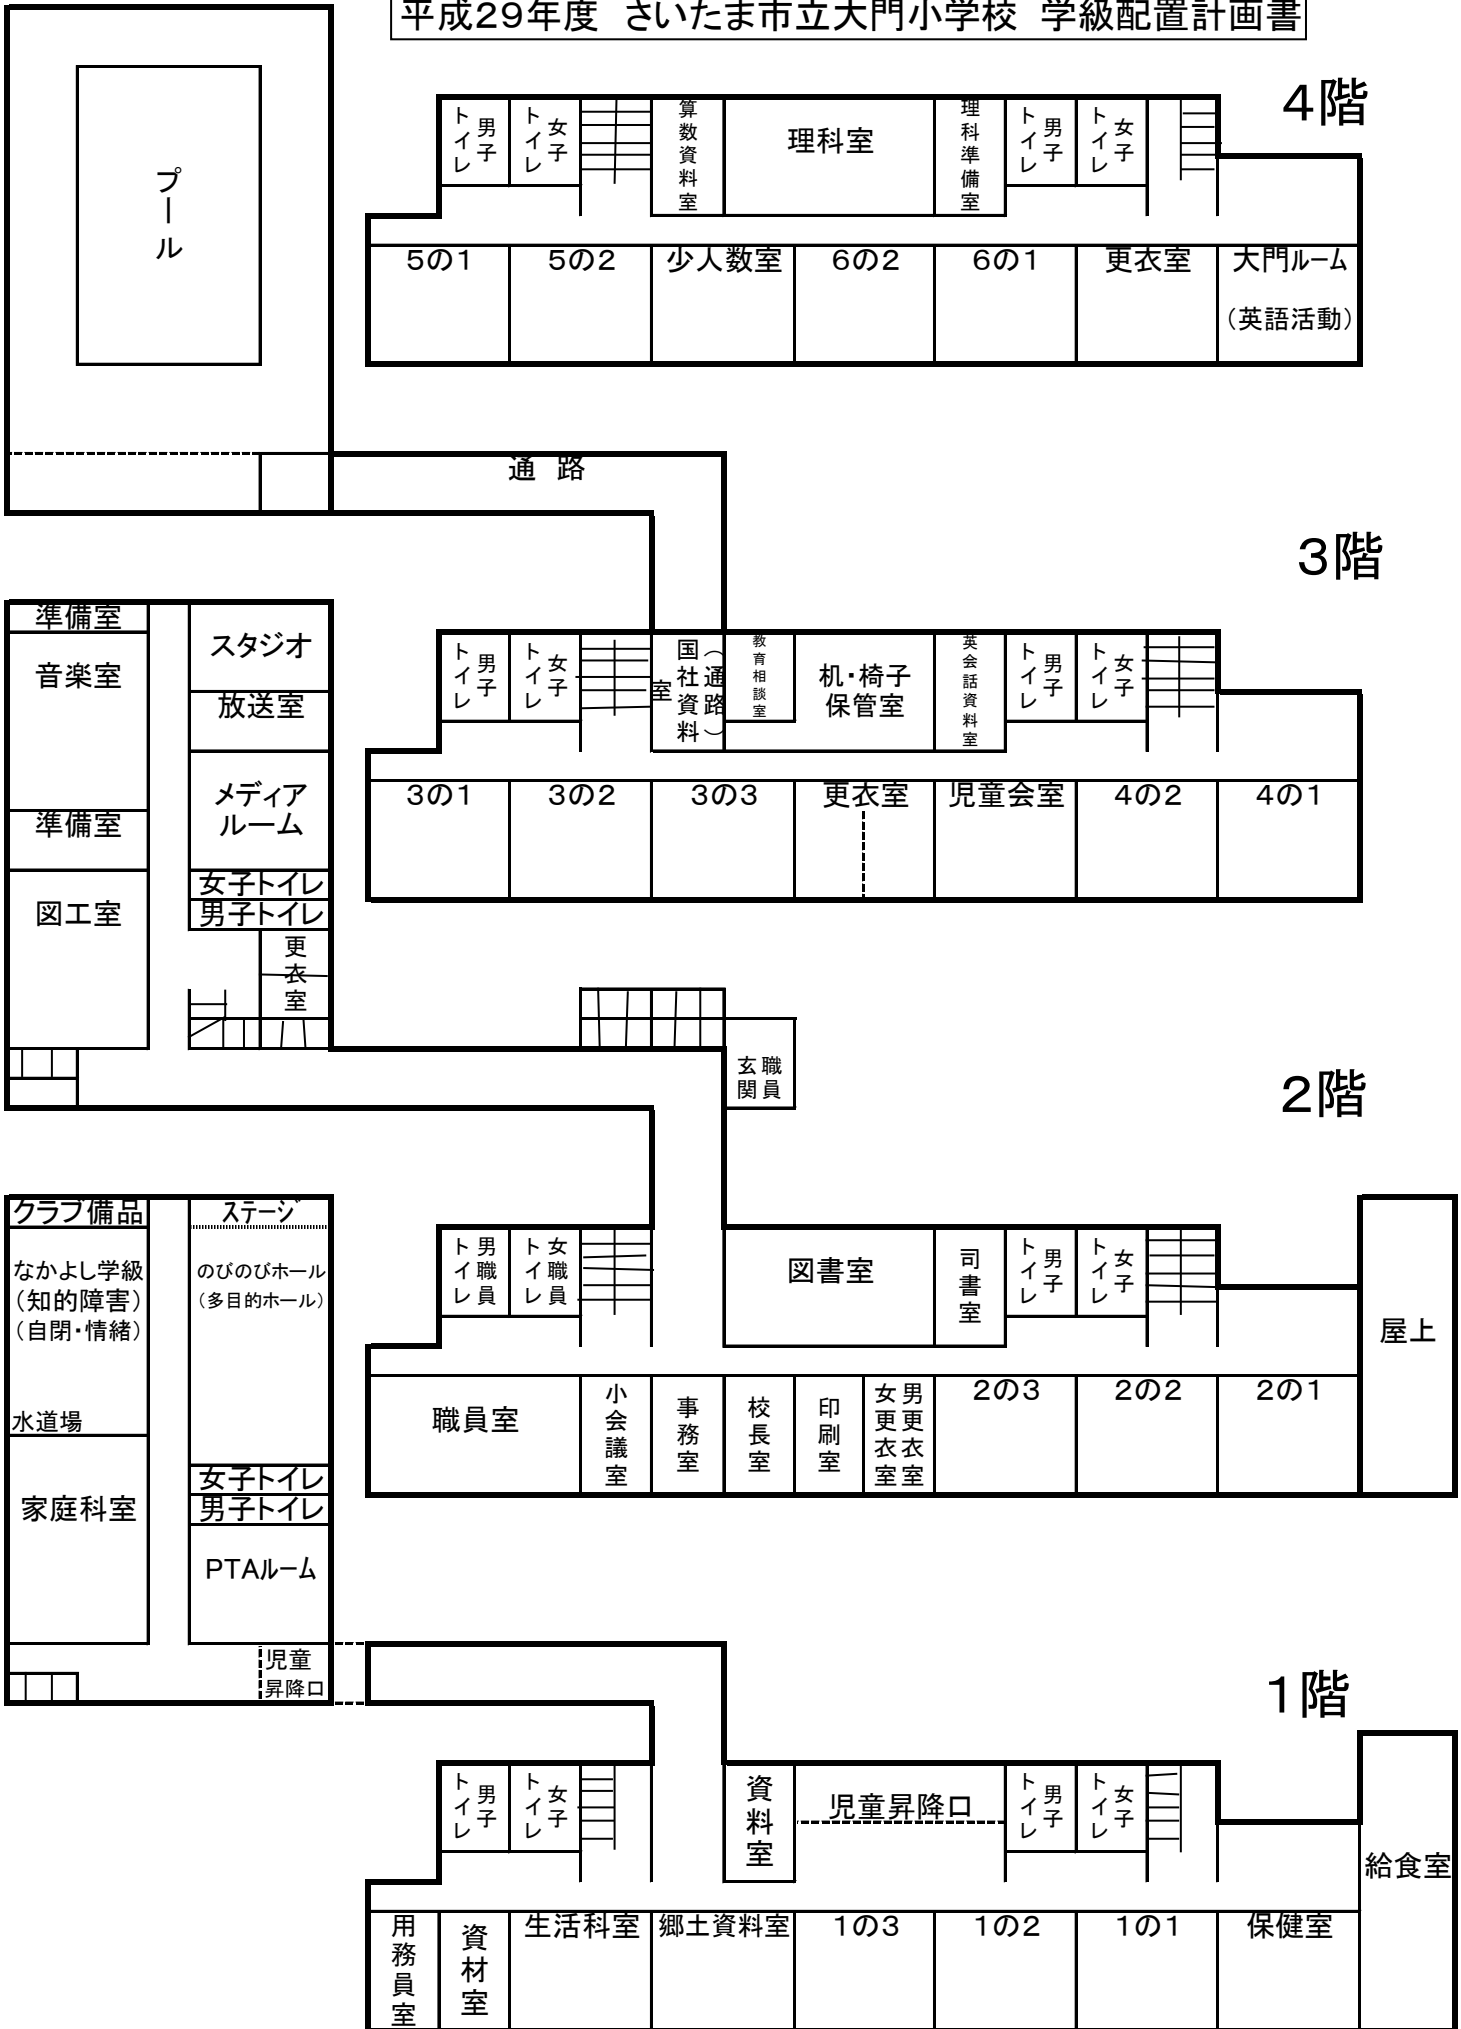 平成29年度 さいたま市立大門小学校 学級配置計画書
4階
プール
男子トイレ
女子トイレ
算数資料室
理科室
理科準備室
男子トイレ
女子トイレ
5の1
5の2
少人数室
6の2
6の1
更衣室
大門ルーム
（英語活動）
通 路
3階
準備室
音楽室
準備室
図工室
スタジオ
放送室
メディア
ルーム
女子トイレ
男子トイレ
更衣室
男子トイレ
女子トイレ
（通路）
国社資料室
教育相談室
机・椅子
保管室
英会話資料室
男子トイレ
女子トイレ
3の1
3の2
3の3
更衣室
児童会室
4の2
4の1
職員
玄関
2階
クラブ備品
なかよし学級
（知的障害）
（自閉・情緒）
水道場
家庭科室
ステージ
のびのびホール
（多目的ホール）
女子トイレ
男子トイレ
PTAルーム
児童
昇降口
男職員トイレ
女職員トイレ
図書室
司書室
男子トイレ
女子トイレ
屋上
職員室
小会議室
事務室
校長室
印刷室
男更衣室
女更衣室
2の3
2の2
2の1
1階
男子トイレ
女子トイレ
資料室
児童昇降口
男子トイレ
女子トイレ
給食室
用務員室
資材室
生活科室
郷土資料室
1の3
1の2
1の1
保健室